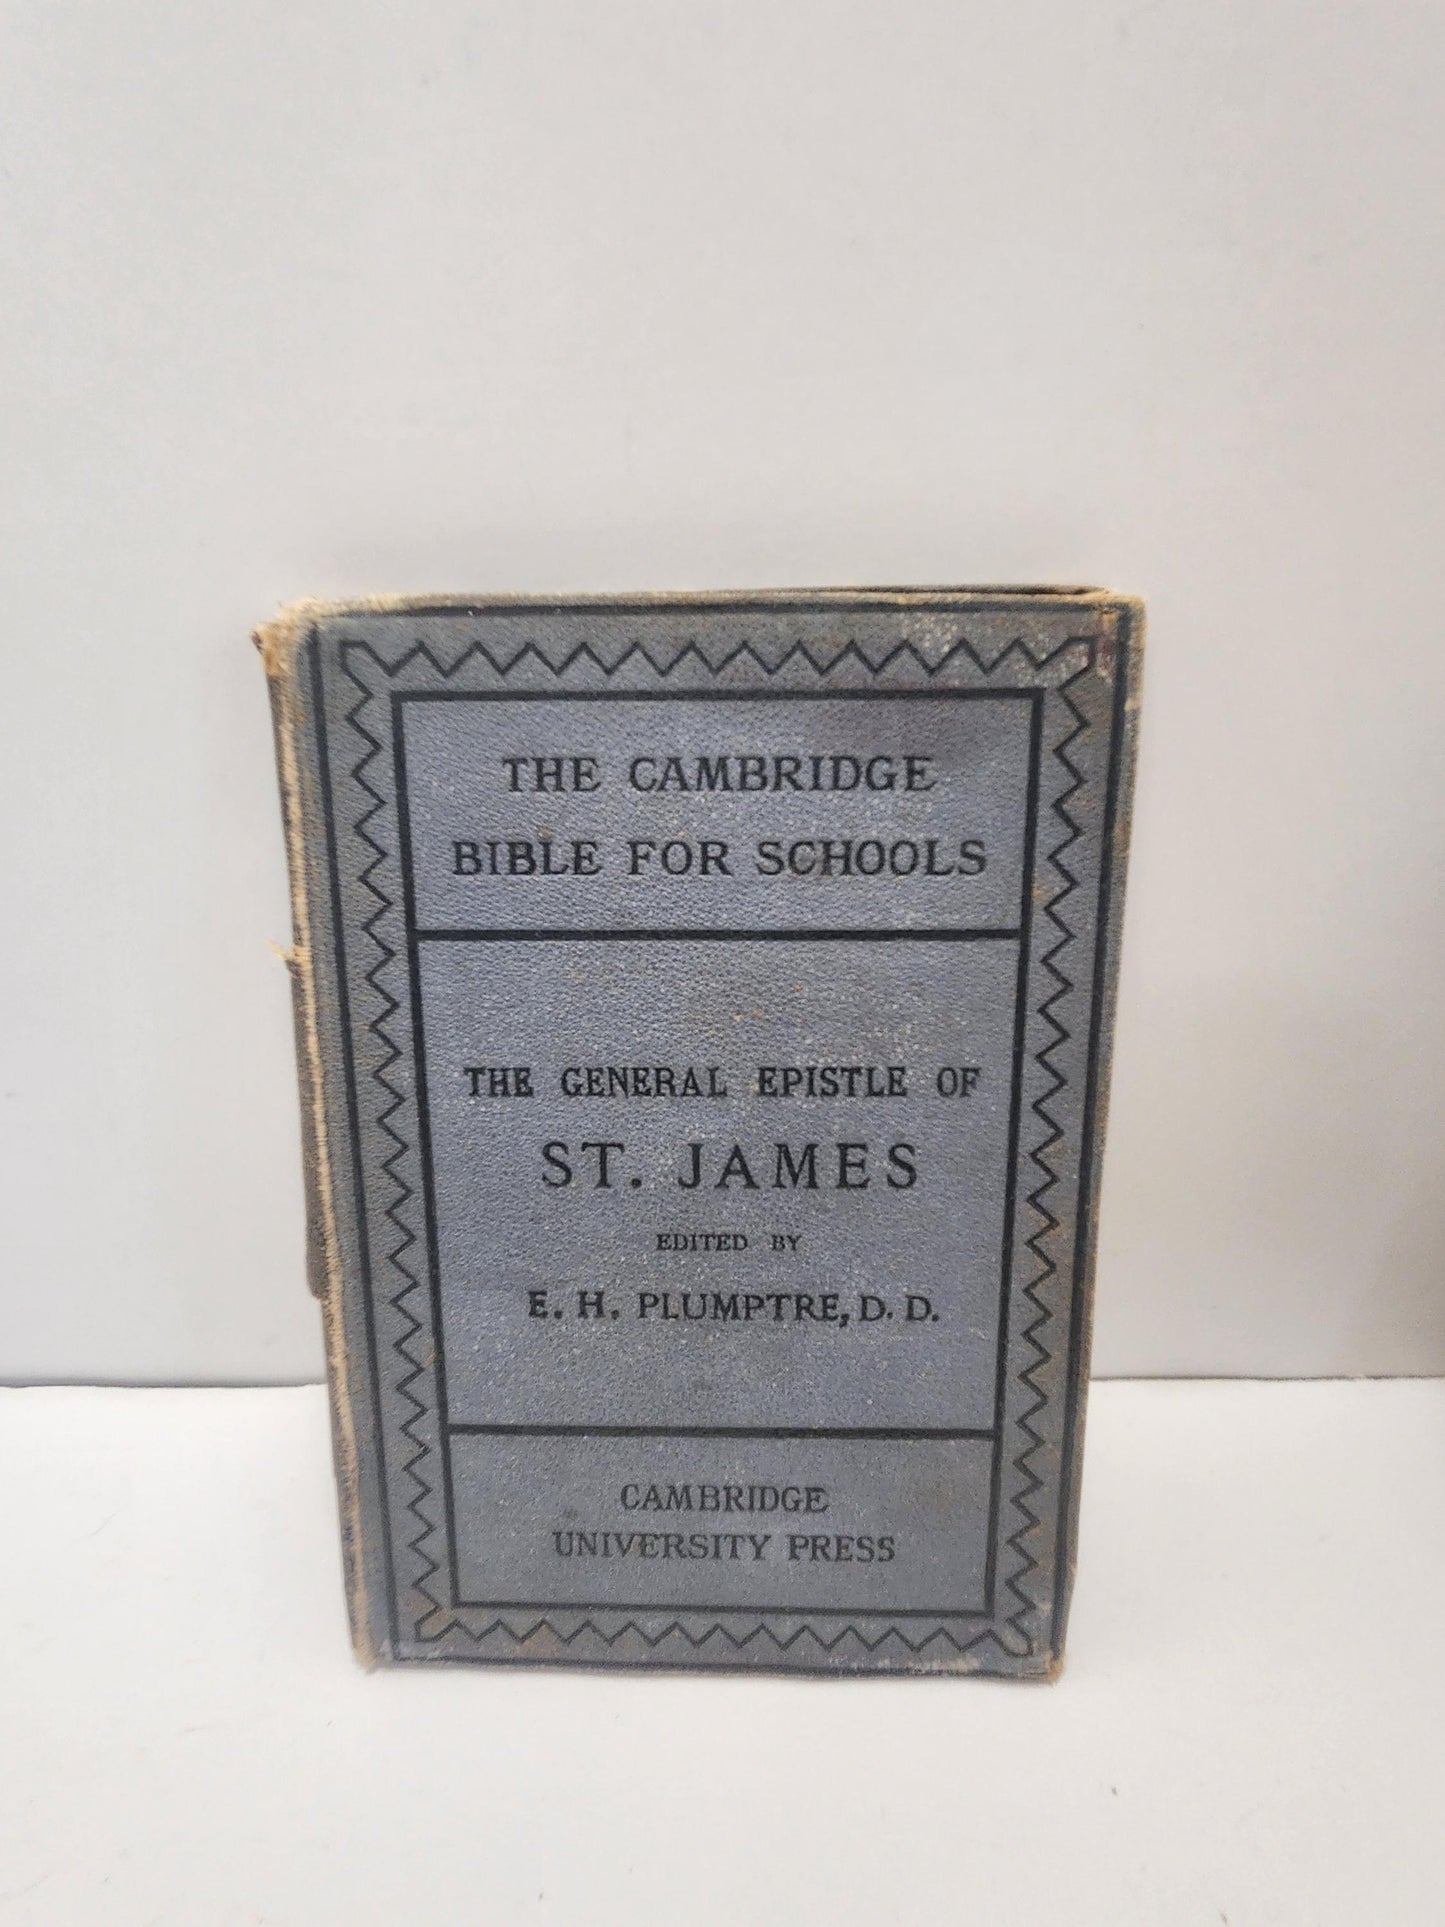 THE CAMBRIDGE
BIBLE FOR SCHOOLS
THE GENERAL EPISTLE OF
ST. JAMES
EDITED BY
E. H. PLUMPTRE, D. D.
CAMBRIDGE
UNIVERSITY PRESS